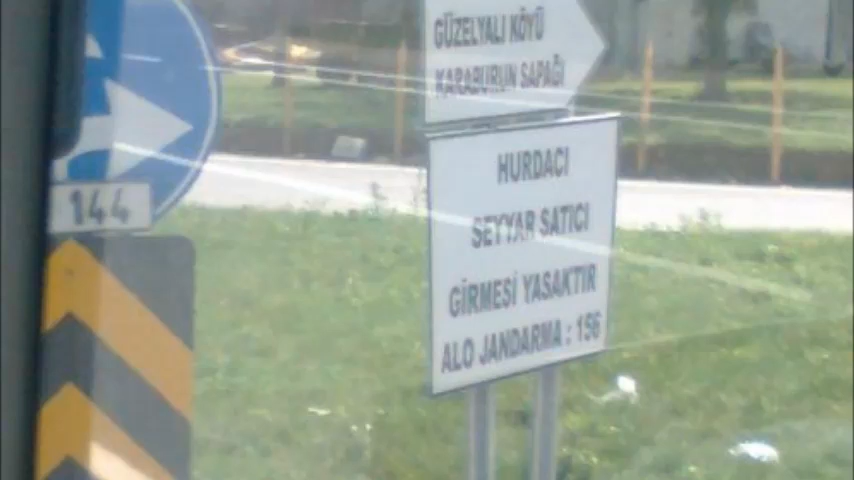 GÜZELYALI KÖYÜ
KARABURUN SAPAĞI
144
HURDACI
SEYYAR SATICI
GİRMESİ YASAKTIR
ALO JANDARMA : 156